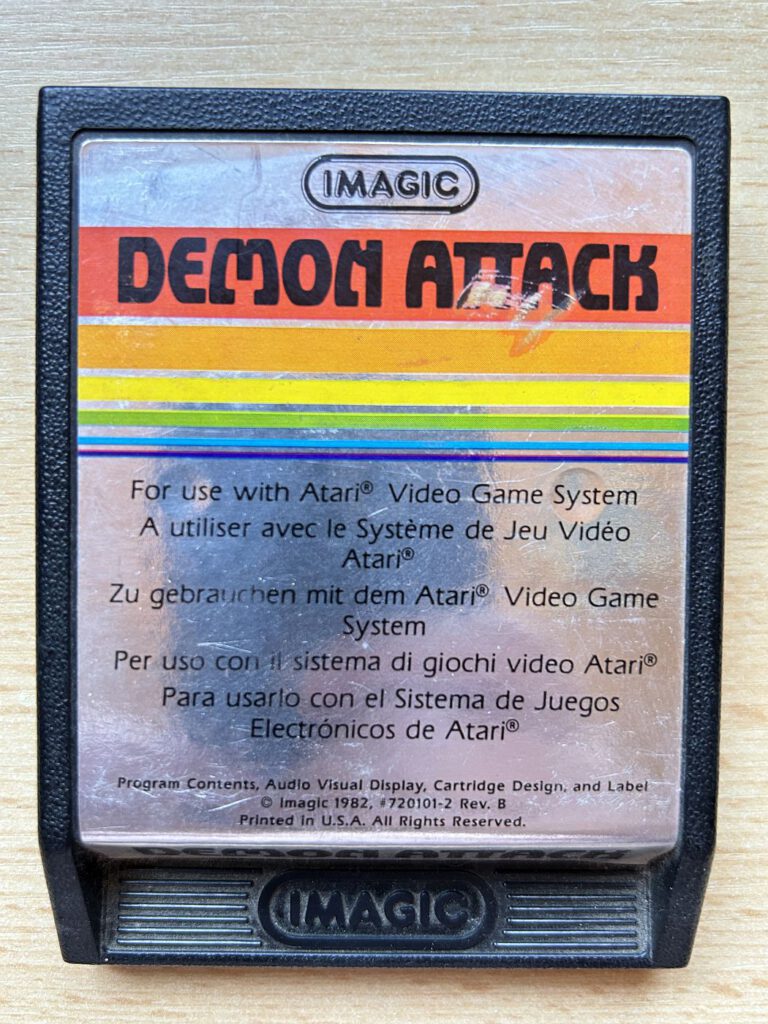 IMAGIC
DEMON ATTACK
For use with Atari® Video Game System
A utiliser avec le Système de Jeu Vidéo
Atari®
Zu gebrauchen mit dem Atari® Video Game
System
Per uso con il sistema di giochi video Atari®
Para usarlo con el Sistema de Juegos
Electrónicos de Atari®
Program Contents, Audio Visual Display, Cartridge Design, and Label
© Imagic 1982, #720101-2 Rev. B
Printed in U.S.A. All Rights Reserved.
DEMON ATTACK
IMAGIC